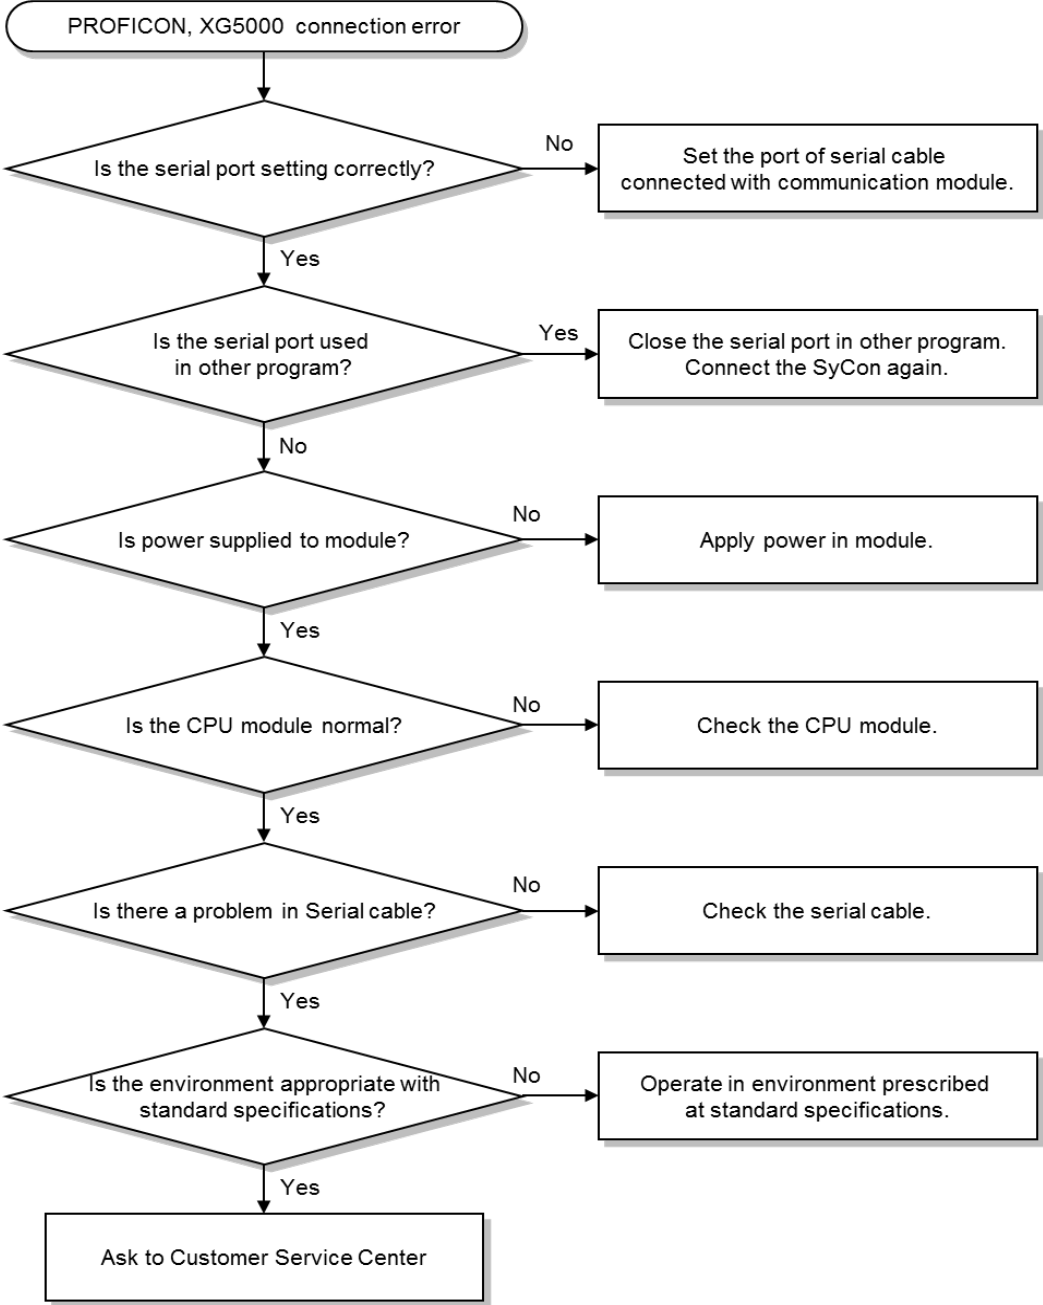 PROFICON, XG5000 connection error
Is the serial port setting correctly?
No
Set the port of serial cable
connected with communication module.
Yes
Is the serial port used
in other program?
Yes
Close the serial port in other program.
Connect the SyCon again.
No
Is power supplied to module?
No
Apply power in module.
Yes
Is the CPU module normal?
No
Check the CPU module.
Yes
Is there a problem in Serial cable?
No
Check the serial cable.
Yes
Is the environment appropriate with
standard specifications?
No
Operate in environment prescribed
at standard specifications.
Yes
Ask to Customer Service Center